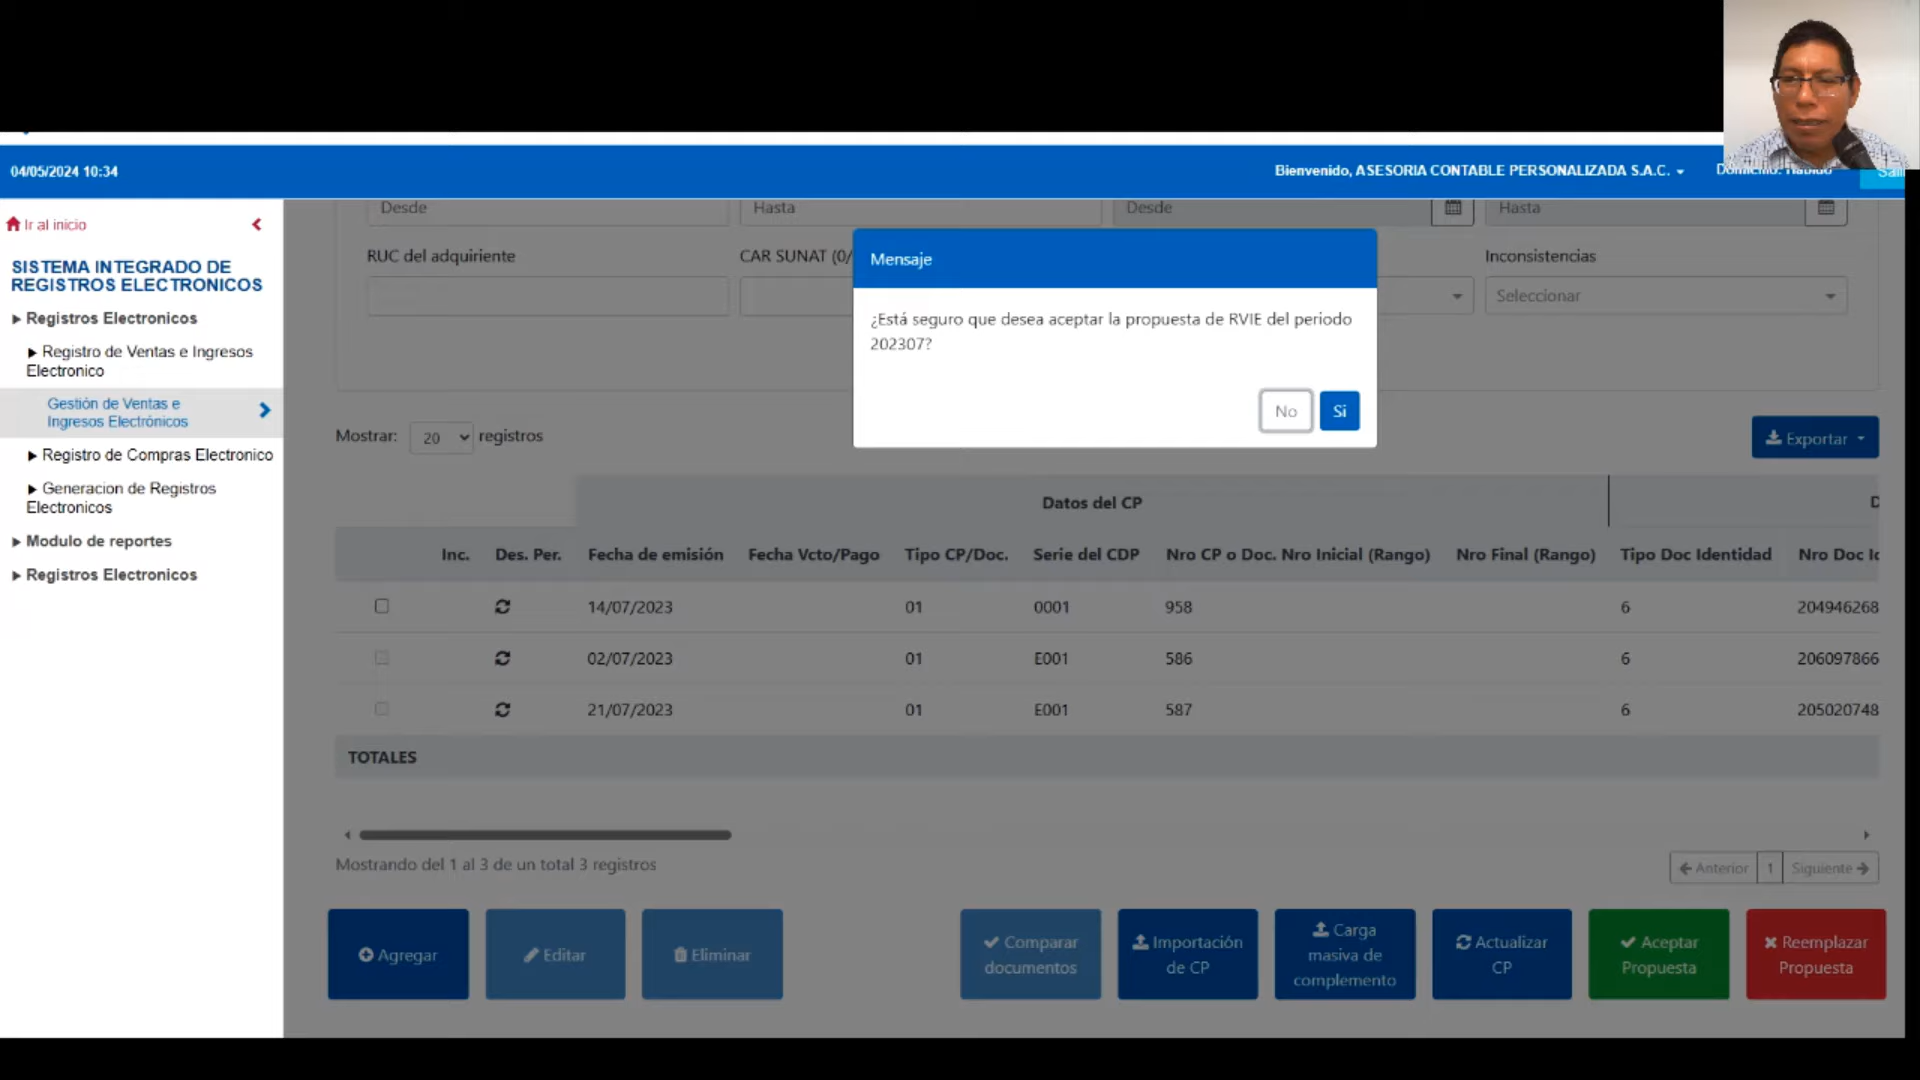 04/05/2024 10:34
Bienvenido, ASESORIA CONTABLE PERSONALIZADA S.A.C.
Domicilio: Habido
Ir al inicio
SISTEMA INTEGRADO DE
REGISTROS ELECTRONICOS
Registros Electronicos
Registro de Ventas e Ingresos
Electronico
Gestión de Ventas e
Ingresos Electrónicos
Registro de Compras Electronico
Generacion de Registros
Electronicos
Modulo de reportes
Registros Electronicos
Desde
Hasta
Desde
Hasta
RUC del adquiriente
CAR SUNAT (0/
Inconsistencias
Seleccionar
Mensaje
¿Está seguro que desea aceptar la propuesta de RVIE del periodo
202307?
No
Si
Mostrar: 20 registros
Exportar
Datos del CP
Inc. Des. Per. Fecha de emisión Fecha Vcto/Pago Tipo CP/Doc. Serie del CDP Nro CP o Doc. Nro Inicial (Rango) Nro Final (Rango) Tipo Doc Identidad Nro Doc
14/07/2023 01 0001 958 6 204946268
02/07/2023 01 E001 586 6 206097866
21/07/2023 01 E001 587 6 205020748
TOTALES
Mostrando del 1 al 3 de un total 3 registros
Anterior 1 Siguiente
Agregar
Editar
Eliminar
Comparar
documentos
Importación
de CP
Carga
masiva de
complemento
Actualizar
CP
Aceptar
Propuesta
Reemplazar
Propuesta